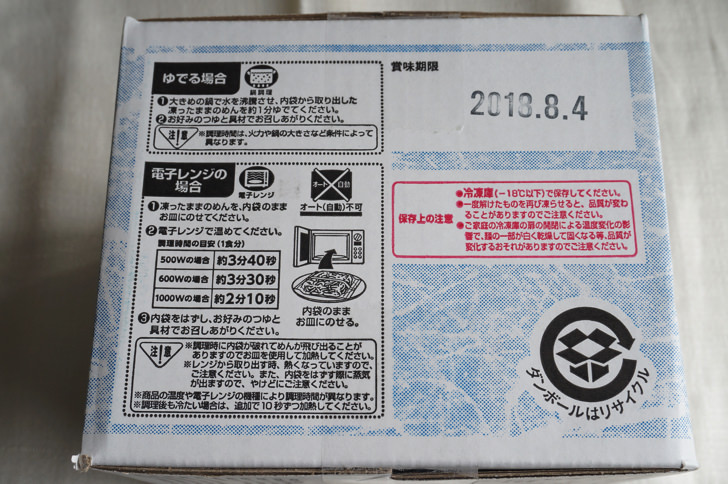 ゆでる場合
鍋調理
❶大きめの鍋で水を沸騰させ、内袋から取り出した
凍ったままのめんを約1分ゆでてください。
❷お好みのつゆと具材でお召しあがりください。
注意
※調理時間は、火力や鍋の大きさなど条件によって
異なります。
電子レンジの
場合
電子レンジ
オート 自動
オート(自動)不可
❶凍ったままのめんを、内袋のまま
お皿にのせてください。
❷電子レンジで温めてください。
調理時間の目安(1食分)
500Wの場合 約3分40秒
600Wの場合 約3分30秒
1000Wの場合 約2分10秒
内袋のまま
お皿にのせる。
❸内袋をはずし、お好みのつゆと
具材でお召しあがりください。
注意
※調理時に内袋が破れてめんが飛び出ることが
ありますのでお皿を使用して加熱してください。
※レンジから取り出す時、熱くなっていますので、
ご注意ください。また、内袋をはずす際に蒸気
が出ますので、やけどにご注意ください。
※商品の温度や電子レンジの機種により調理時間が異なります。
※調理後も冷たい場合は、追加で10秒ずつ加熱してください。
賞味期限
2018.8.4
保存上の注意
●冷凍庫(-18℃以下)で保存してください。
●一度解けたものを再び凍らせると、品質が変わ
ることがありますのでご注意ください。
●ご家庭の冷凍庫の扉の開閉による温度変化の影
響で、麺の一部が白く乾燥して固くなる等、品質が
変化するおそれがありますのでご注意ください。
ダンボールはリサイクル